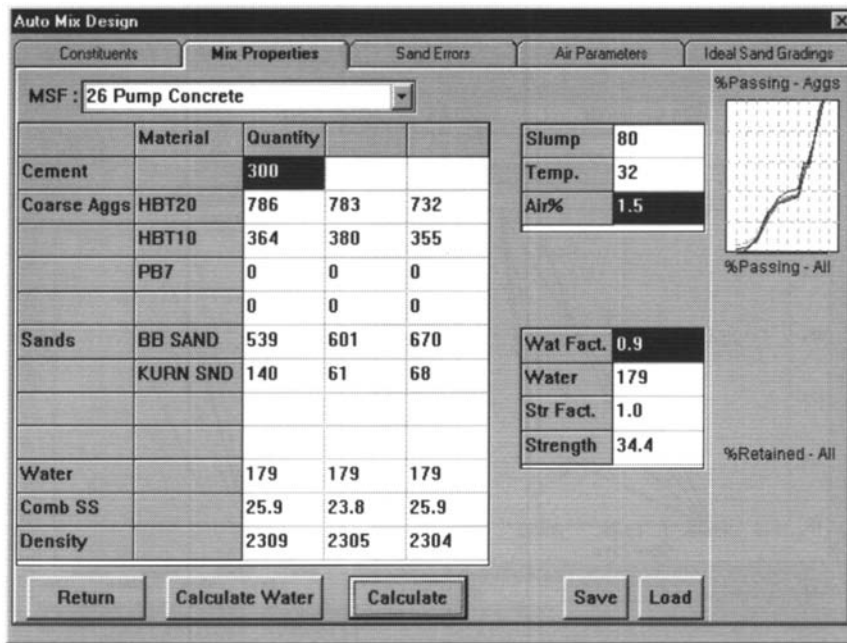 Auto Mix Design
Constituents Mix Properties Sand Errors Air Parameters Ideal Sand Gradings
MSF : 26 Pump Concrete
Material Quantity
Cement 300
Coarse Aggs HBT20 786 783 732
HBT10 364 380 355
PB7 0 0 0
0 0 0
Sands BB SAND 539 601 670
KURN SND 140 61 68
Water 179 179 179
Comb SS 25.9 23.8 25.9
Density 2309 2305 2304
Slump 80
Temp. 32
Air% 1.5
Wat Fact. 0.9
Water 179
Str Fact. 1.0
Strength 34.4
%Passing - Aggs
%Passing - All
%Retained - All
Return Calculate Water Calculate Save Load